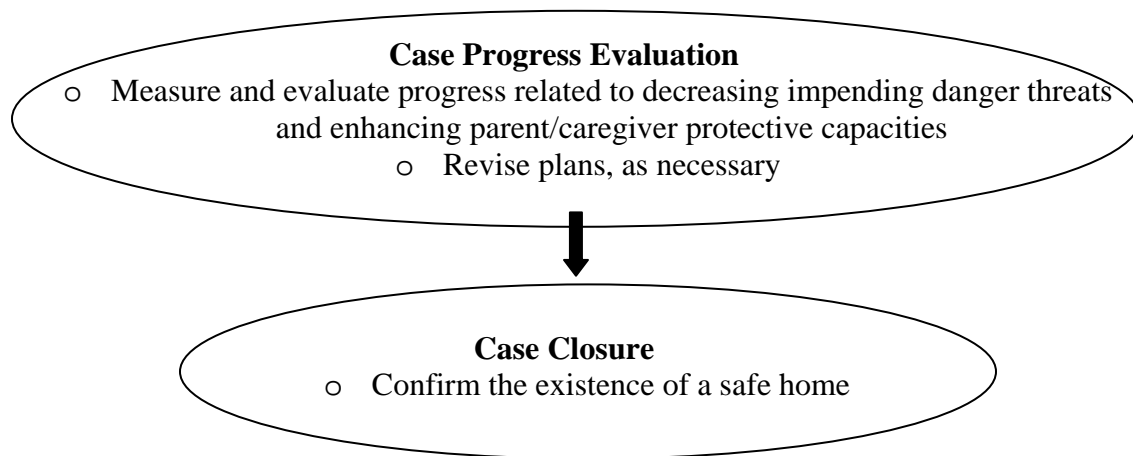 Case Progress Evaluation
o Measure and evaluate progress related to decreasing impending danger threats
and enhancing parent/caregiver protective capacities
o Revise plans, as necessary
Case Closure
o Confirm the existence of a safe home